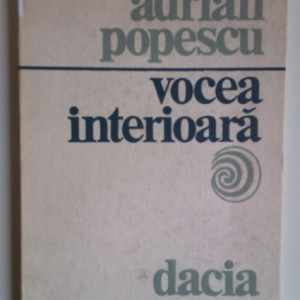 adrian
popescu
vocea
interioară
dacia